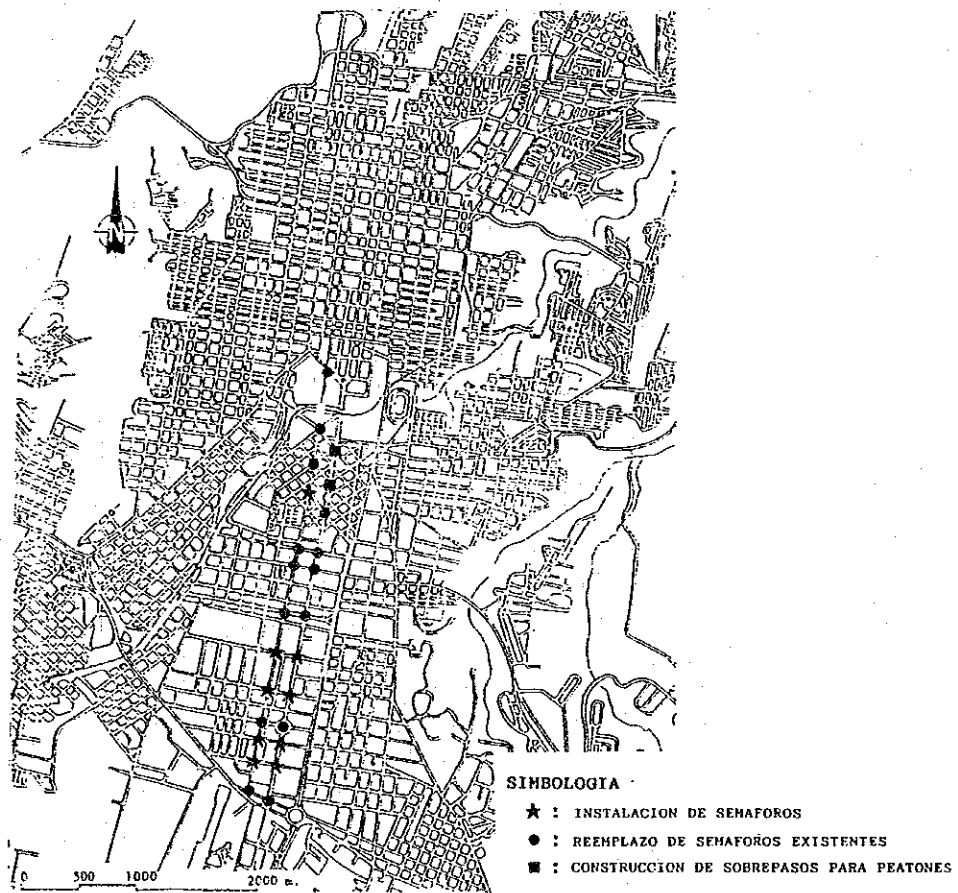 N
SIMBOLOGIA
★ : INSTALACION DE SEMAFOROS
● : REEMPLAZO DE SEMAFOROS EXISTENTES
■ : CONSTRUCCION DE SOBREPASOS PARA PEATONES
0 500 1000 2000 m.